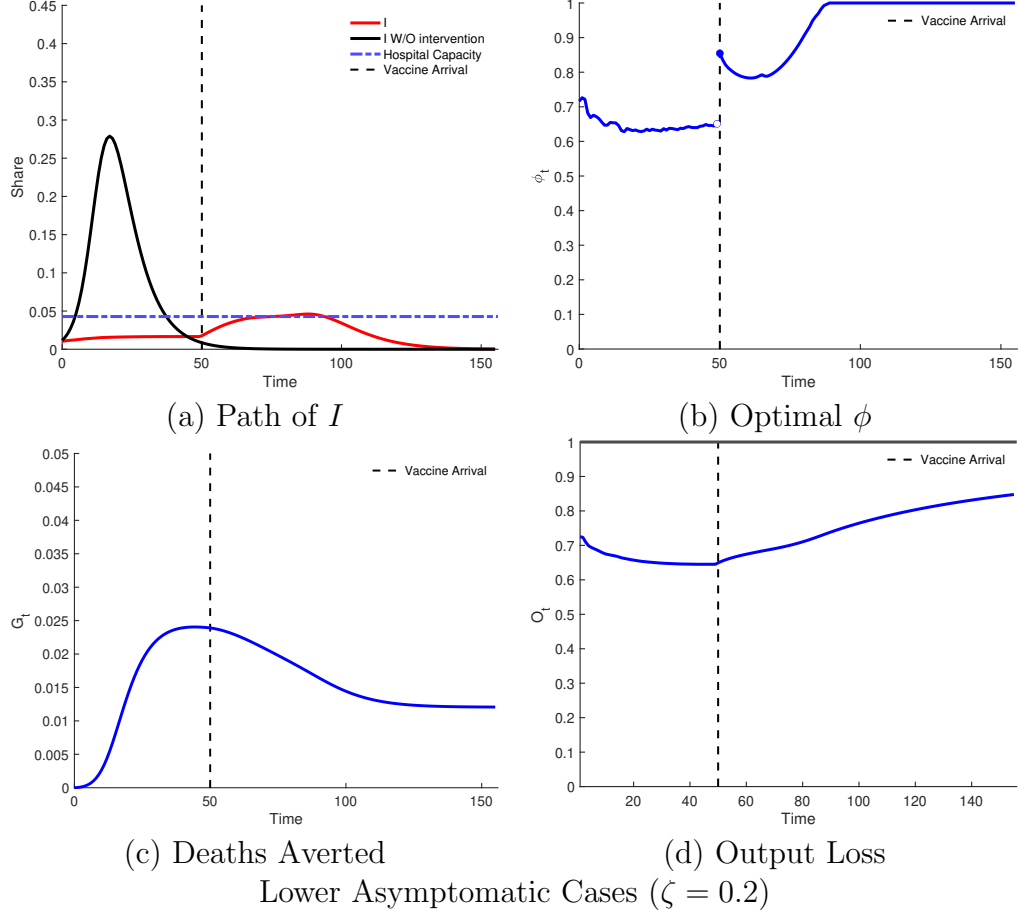 0.45
0.4
0.35
0.3
0.25
0.2
0.15
0.1
0.05
0
Share
0 50 100 150
Time
I
I W/O intervention
Hospital Capacity
Vaccine Arrival
(a) Path of I
1
0.9
0.8
0.7
0.6
0.5
0.4
0.3
0.2
0.1
0
ϕt
0 50 100 150
Time
Vaccine Arrival
(b) Optimal ϕ
0.05
0.045
0.04
0.035
0.03
0.025
0.02
0.015
0.01
0.005
0
Gt
0 50 100 150
Time
Vaccine Arrival
(c) Deaths Averted
1
0.9
0.8
0.7
0.6
0.5
0.4
0.3
0.2
0.1
0
Ot
20 40 60 80 100 120 140
Time
Vaccine Arrival
(d) Output Loss
Lower Asymptomatic Cases (ζ = 0.2)